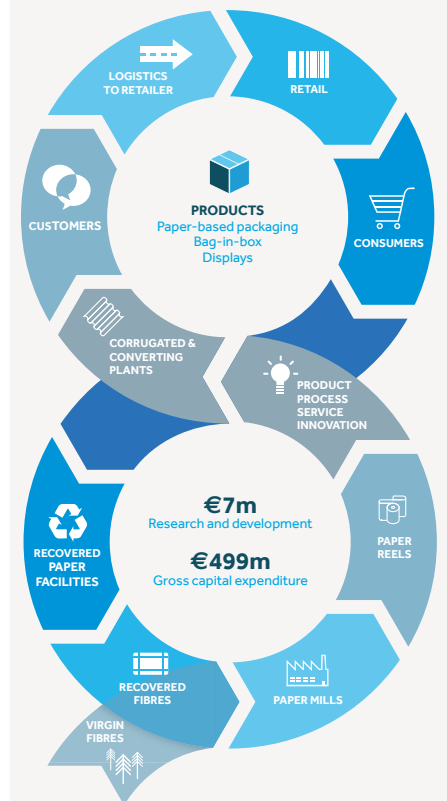 LOGISTICS
TO RETAILER
RETAIL
CUSTOMERS
PRODUCTS
Paper-based packaging
Bag-in-box
Displays
CONSUMERS
CORRUGATED &
CONVERTING
PLANTS
PRODUCT
PROCESS
SERVICE
INNOVATION
€7m
Research and development
€499m
Gross capital expenditure
RECOVERED
PAPER
FACILITIES
PAPER
REELS
RECOVERED
FIBRES
PAPER MILLS
VIRGIN
FIBRES